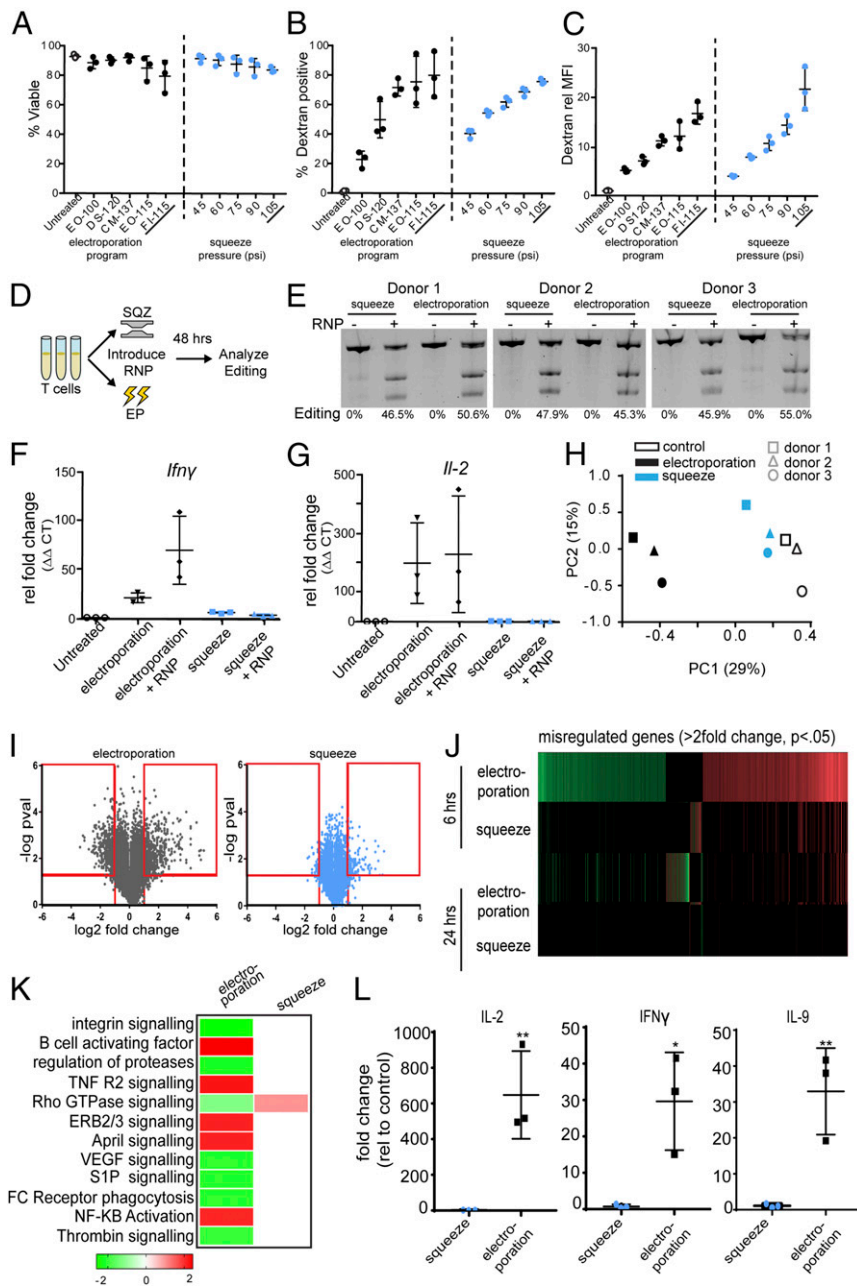 A
% Viable
100
80
60
40
20
0
Untreated
E O-100
D S-120
C M-137
E O-115
F I-115
45
60
75
90
105
electroporation
program
squeeze
pressure (psi)
B
% Dextran positive
100
80
60
40
20
0
Untreated
E O-100
D S-120
C M-137
E O-115
F I-115
45
60
75
90
105
electroporation
program
squeeze
pressure (psi)
C
Dextran rel MFI
30
20
10
0
Untreated
E O-100
D S-120
C M-137
E O-115
F I-115
45
60
75
90
105
electroporation
program
squeeze
pressure (psi)
D
SQZ
T cells
Introduce
RNP
48 hrs
Analyze
Editing
EP
E
Donor 1 Donor 2 Donor 3
squeeze electroporation squeeze electroporation squeeze electroporation
RNP - + - + - + - + - + - +
Editing 0% 46.5% 0% 50.6% 0% 47.9% 0% 45.3% 0% 45.9% 0% 55.0%
F
Ifnγ
rel fold change
(ΔΔ CT)
150
100
50
0
Untreated
electroporation
electroporation
+ RNP
squeeze
squeeze
+ RNP
G
Il-2
rel fold change
(ΔΔ CT)
500
300
100
0
Untreated
electroporation
electroporation
+ RNP
squeeze
squeeze
+ RNP
H
control
electroporation
squeeze
donor 1
donor 2
donor 3
PC2 (15%)
1.0
0.5
0.0
-0.5
-1.0
-0.4 0.0 0.4
PC1 (29%)
I
electroporation
-log pval
6
4
2
0
-6 -4 -2 0 2 4 6
log2 fold change
squeeze
-log pval
6
4
2
0
-6 -4 -2 0 2 4 6
log2 fold change
J
misregulated genes (>2fold change, p<.05)
6 hrs
electro-
poration
squeeze
24 hrs
electro-
poration
squeeze
K
electro-
poration
squeeze
integrin signalling
B cell activating factor
regulation of proteases
TNF R2 signalling
Rho GTPase signalling
ERB2/3 signalling
April signalling
VEGF signalling
S1P signalling
FC Receptor phagocytosis
NF-KB Activation
Thrombin signalling
-2 0 2
L
fold change
(rel to control)
IL-2
1000
800
600
400
200
0
**
squeeze
electro-
poration
IFNγ
50
40
30
20
10
0
*
squeeze
electro-
poration
IL-9
50
40
30
20
10
0
**
squeeze
electro-
poration